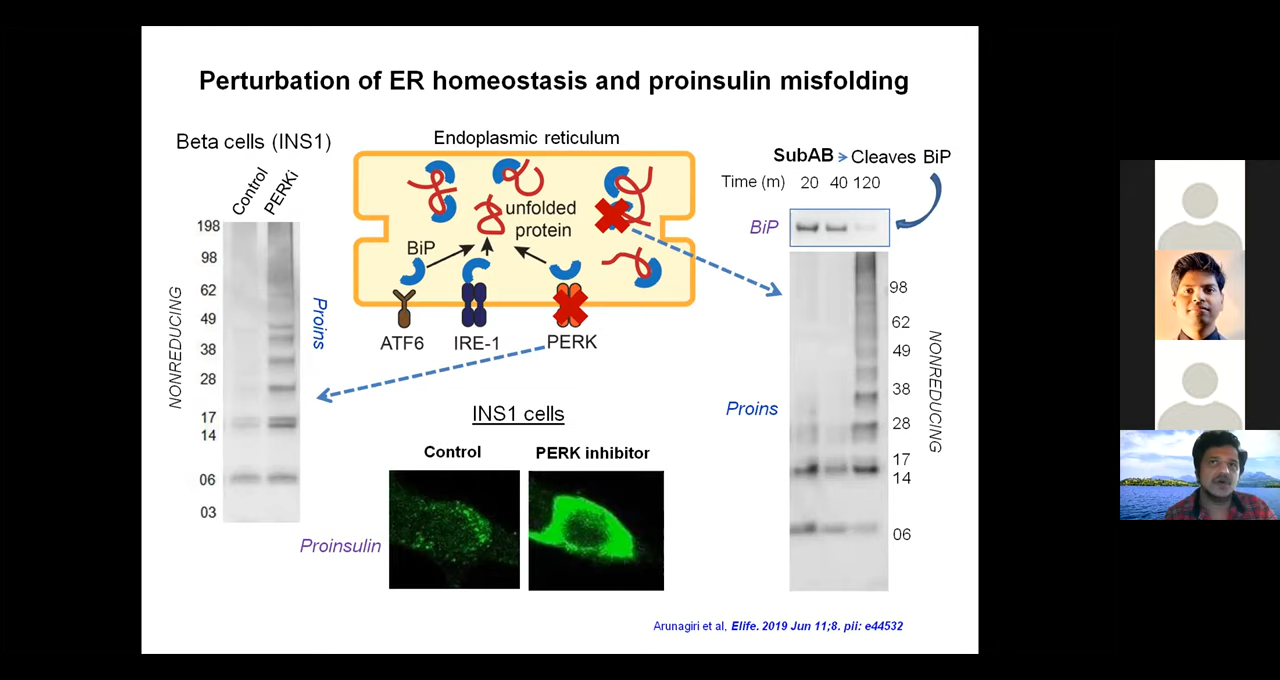 Perturbation of ER homeostasis and proinsulin misfolding
Beta cells (INS1)
Control
PERKi
198
98
62
49
38
28
17
14
06
03
NONREDUCING
Proins
Endoplasmic reticulum
unfolded
protein
BiP
ATF6
IRE-1
PERK
INS1 cells
Control
PERK inhibitor
Proinsulin
SubAB
Cleaves BiP
Time (m)
20
40
120
BiP
Proins
98
62
49
38
28
17
14
06
NONREDUCING
Arunagiri et al, Elife. 2019 Jun 11;8. pii: e44532